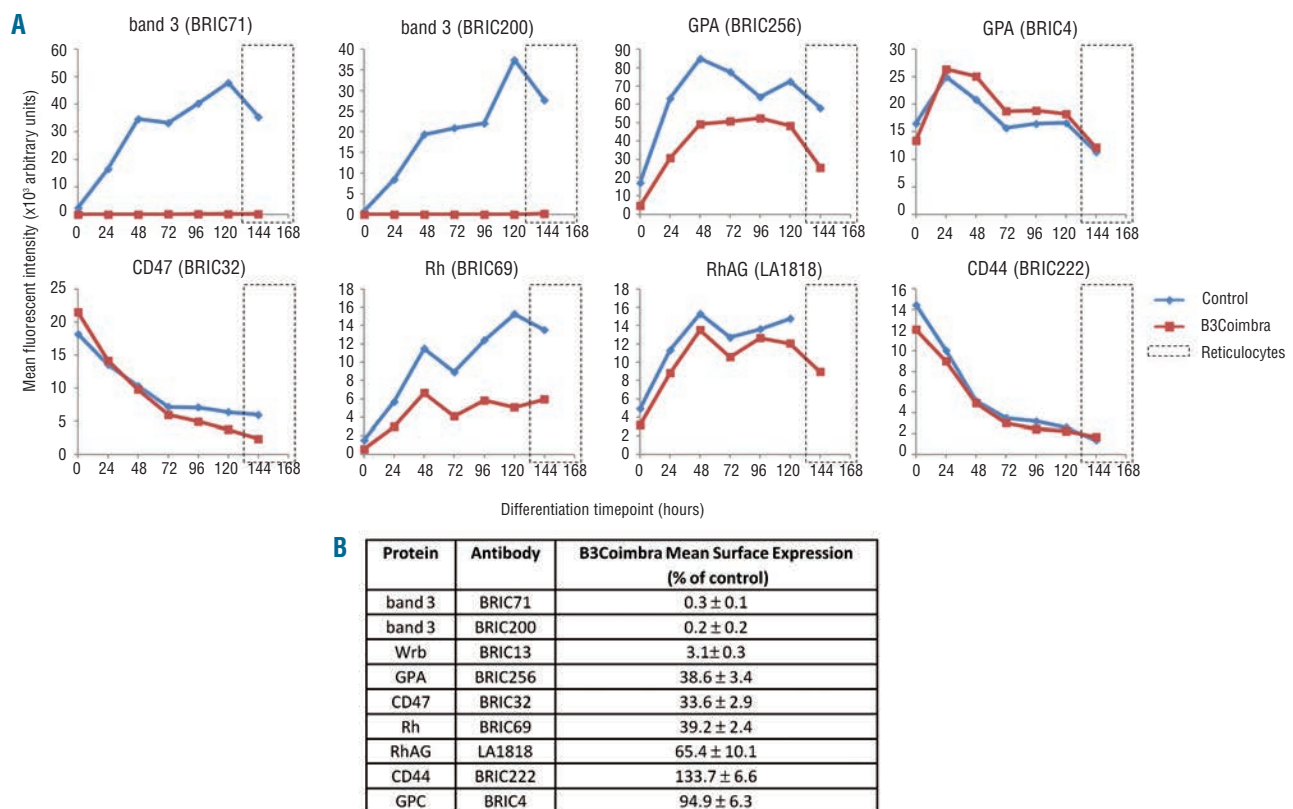 A
band 3 (BRIC71)
band 3 (BRIC200)
GPA (BRIC256)
GPA (BRIC4)
60
50
40
30
20
10
0
0 24 48 72 96 120 144 168
40
35
30
25
20
15
10
5
0
0 24 48 72 96 120 144 168
90
80
70
60
50
40
30
20
10
0
0 24 48 72 96 120 144 168
30
25
20
15
10
5
0
0 24 48 72 96 120 144 168
Mean fluorescent intensity (x10³ arbitrary units)
CD47 (BRIC32)
Rh (BRIC69)
RhAG (LA1818)
CD44 (BRIC222)
25
20
15
10
5
0
0 24 48 72 96 120 144 168
18
16
14
12
10
8
6
4
2
0
0 24 48 72 96 120 144 168
18
16
14
12
10
8
6
4
2
0
0 24 48 72 96 120 144 168
16
14
12
10
8
6
4
2
0
0 24 48 72 96 120 144 168
Control
B3Coimbra
Reticulocytes
Differentiation timepoint (hours)
B
Protein Antibody B3Coimbra Mean Surface Expression
(% of control)
band 3 BRIC71 0.3 ± 0.1
band 3 BRIC200 0.2 ± 0.2
Wrb BRIC13 3.1± 0.3
GPA BRIC256 38.6 ± 3.4
CD47 BRIC32 33.6 ± 2.9
Rh BRIC69 39.2 ± 2.4
RhAG LA1818 65.4 ± 10.1
CD44 BRIC222 133.7 ± 6.6
GPC BRIC4 94.9 ± 6.3